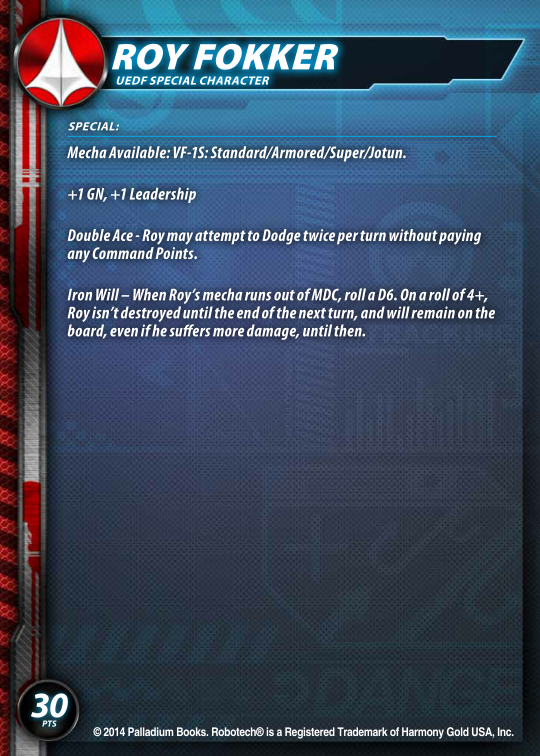 ROY FOKKER
UEDF SPECIAL CHARACTER
SPECIAL:
Mecha Available: VF-1S: Standard/Armored/Super/Jotun.
+1 GN, +1 Leadership
Double Ace - Roy may attempt to Dodge twice per turn without paying
any Command Points.
Iron Will – When Roy's mecha runs out of MDC, roll a D6. On a roll of 4+,
Roy isn't destroyed until the end of the next turn, and will remain on the
board, even if he suffers more damage, until then.
30
PTS
© 2014 Palladium Books. Robotech® is a Registered Trademark of Harmony Gold USA, Inc.